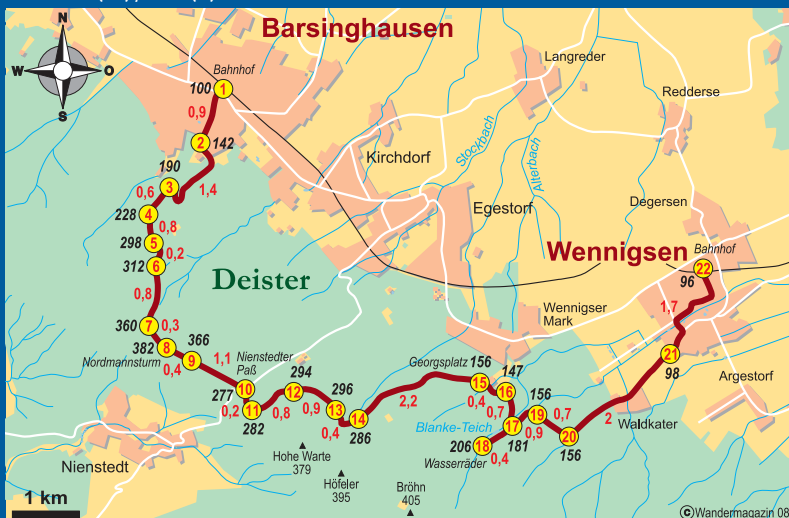 Barsinghausen
N
W
O
S
Bahnhof
100
1
0,9
2
142
190
3
0,6
1,4
228
4
0,8
298
5
0,2
312
6
0,8
360
7
0,3
382
8
366
Nordmannsturm
0,4
9
1,1
Langreder
Redderse
Kirchdorf
Stockbach
Alterbach
Egestorf
Degersen
Wennigsen
Bahnhof
22
96
1,7
Deister
Wennigser
Mark
21
98
Argestorf
Nienstedter
Paß
277
10
0,2
11
282
294
12
0,8
0,9
296
13
0,4
14
286
2,2
Georgsplatz
156
15
0,4
147
16
0,7
Blanke-Teich
17
181
206
18
0,4
Wasserräder
156
19
0,9
0,7
20
156
2
Waldkater
Nienstedt
Hohe Warte
379
Höfeler
395
Bröhn
405
1 km
©Wandermagazin 08